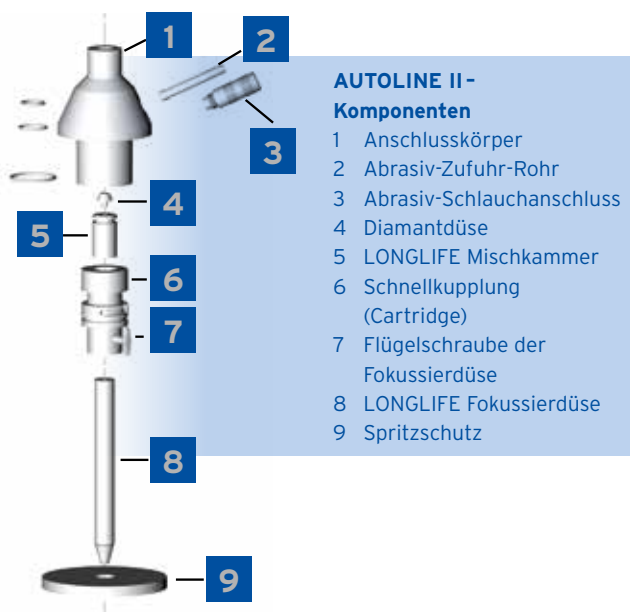 1
2
3
4
5
6
7
8
9
AUTOLINE II –
Komponenten
1 Anschlusskörper
2 Abrasiv-Zufuhr-Rohr
3 Abrasiv-Schlauchanschluss
4 Diamantdüse
5 LONGLIFE Mischkammer
6 Schnellkupplung
(Cartridge)
7 Flügelschraube der
Fokussierdüse
8 LONGLIFE Fokussierdüse
9 Spritzschutz